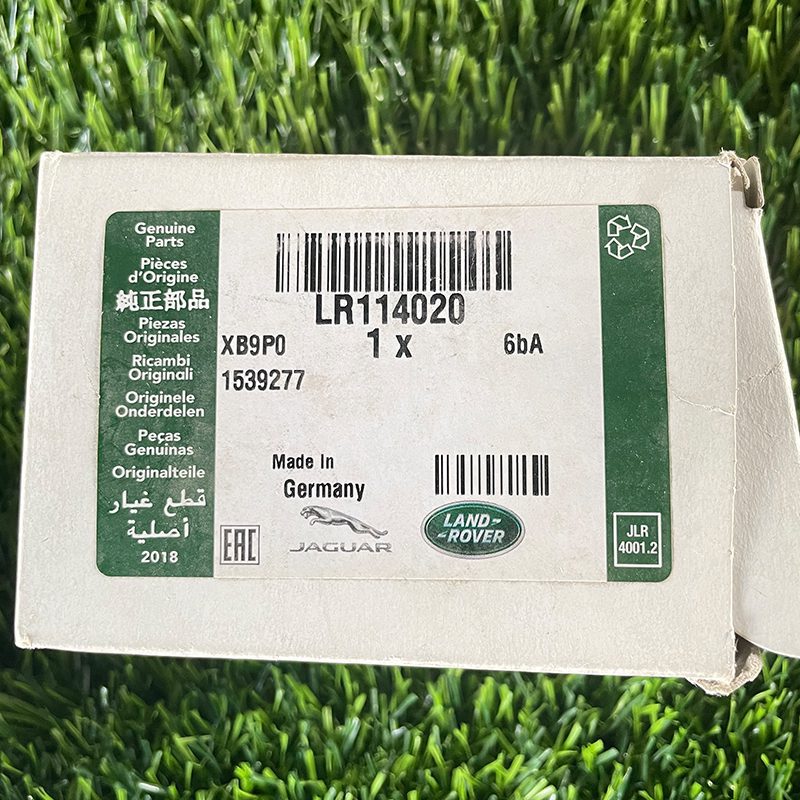 Genuine
Parts
Pièces
d'Origine
純正部品
Piezas
Originales
Ricambi
Originali
Originele
Onderdelen
Peças
Genuínas
Originalteile
قطع غيار
أصلية
2018
LR114020
XB9P0 1 x 6bA
1539277
Made In
Germany
EAC
JAGUAR
LAND-
-ROVER
JLR
4001.2